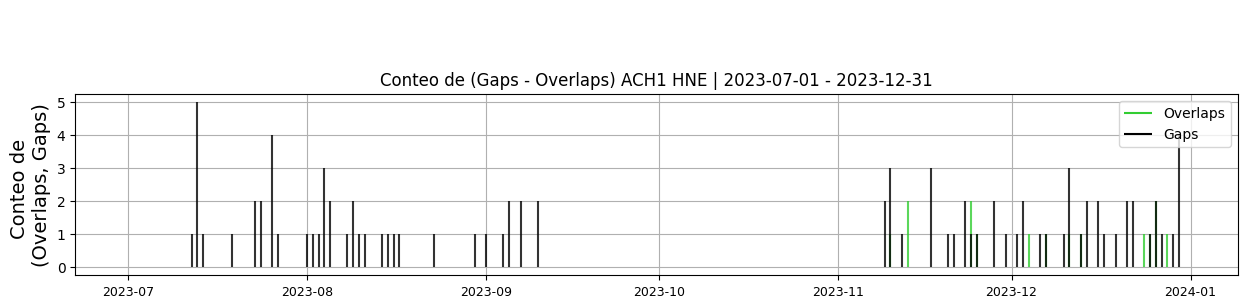 Conteo de (Gaps - Overlaps) ACH1 HNE | 2023-07-01 - 2023-12-31
Conteo de
(Overlaps, Gaps)
5
4
3
2
1
0
Overlaps
Gaps
2023-07
2023-08
2023-09
2023-10
2023-11
2023-12
2024-01